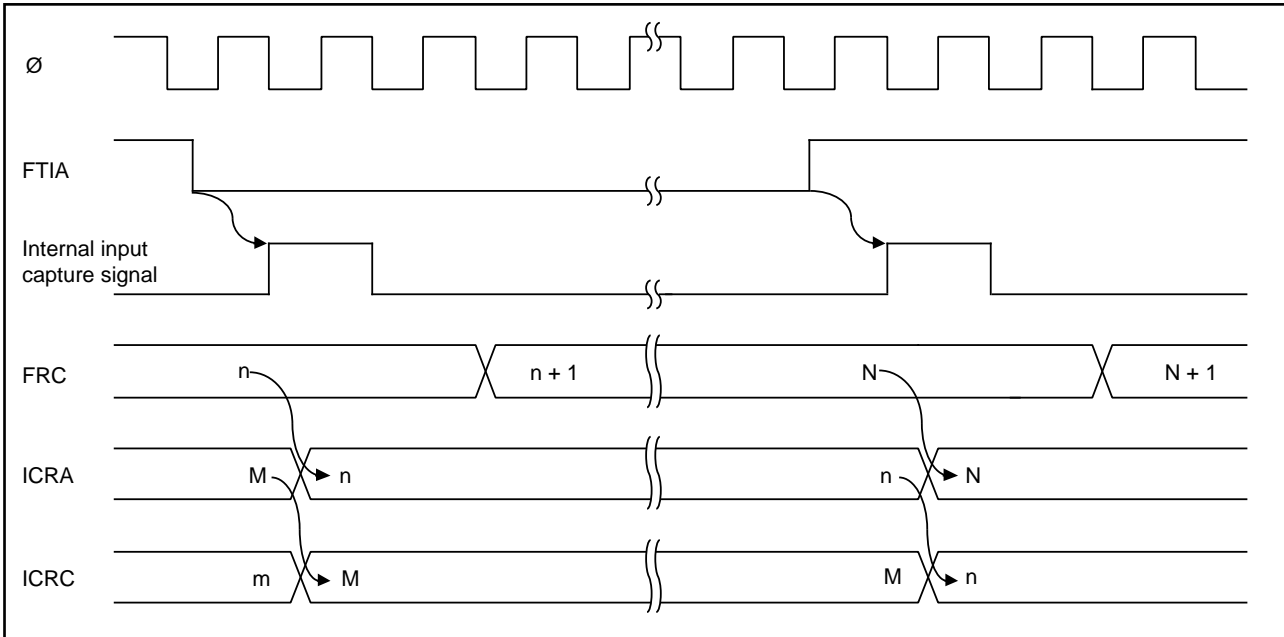 Ø
FTIA
Internal input
capture signal
FRC n n + 1 N N + 1
ICRA M n n N
ICRC m M M n